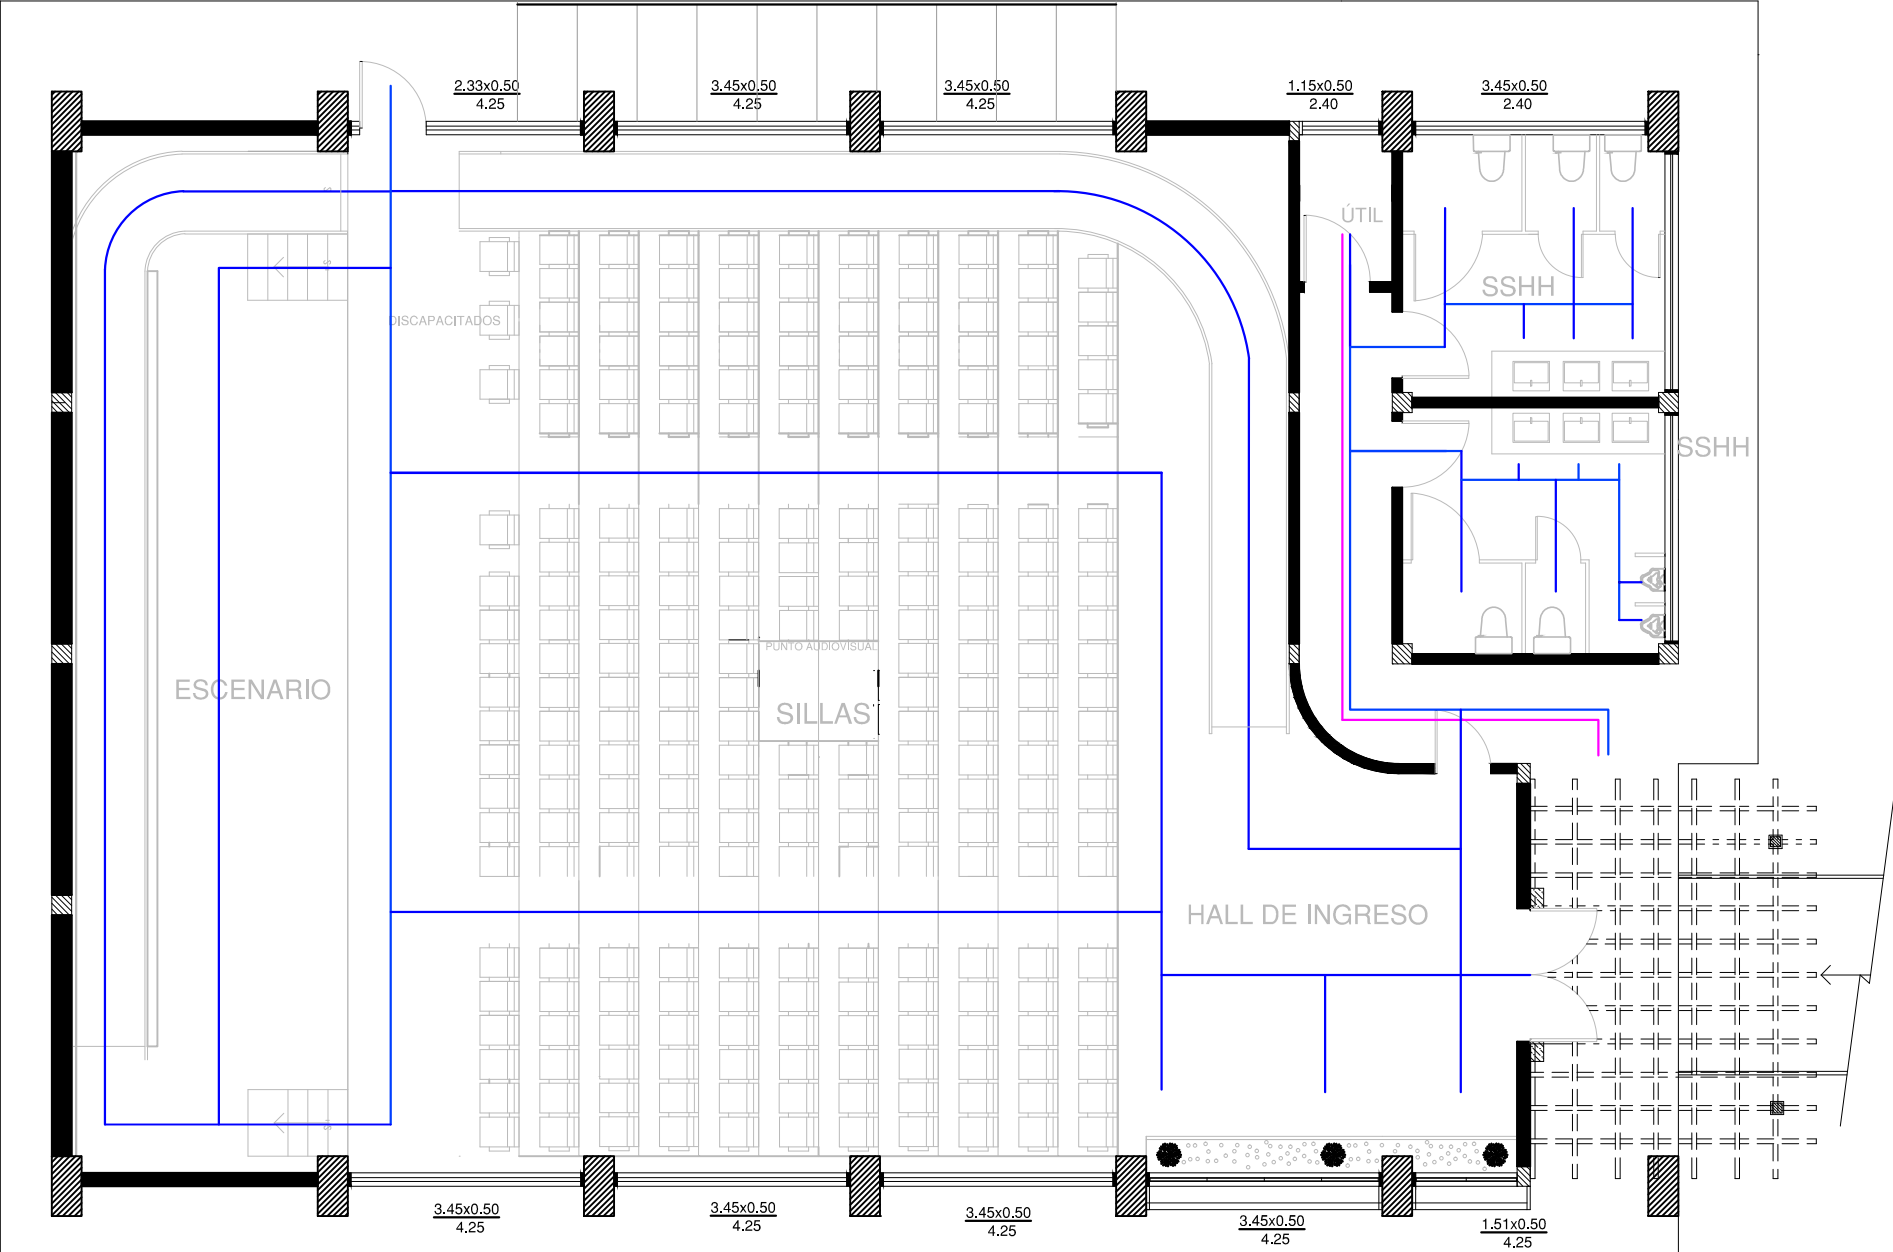 2.33x0.50
4.25
3.45x0.50
4.25
3.45x0.50
4.25
1.15x0.50
2.40
3.45x0.50
2.40
ÚTIL
SSHH
DISCAPACITADOS
SSHH
PUNTO AUDIOVISUAL
ESCENARIO
SILLAS
HALL DE INGRESO
3.45x0.50
4.25
3.45x0.50
4.25
3.45x0.50
4.25
3.45x0.50
4.25
1.51x0.50
4.25